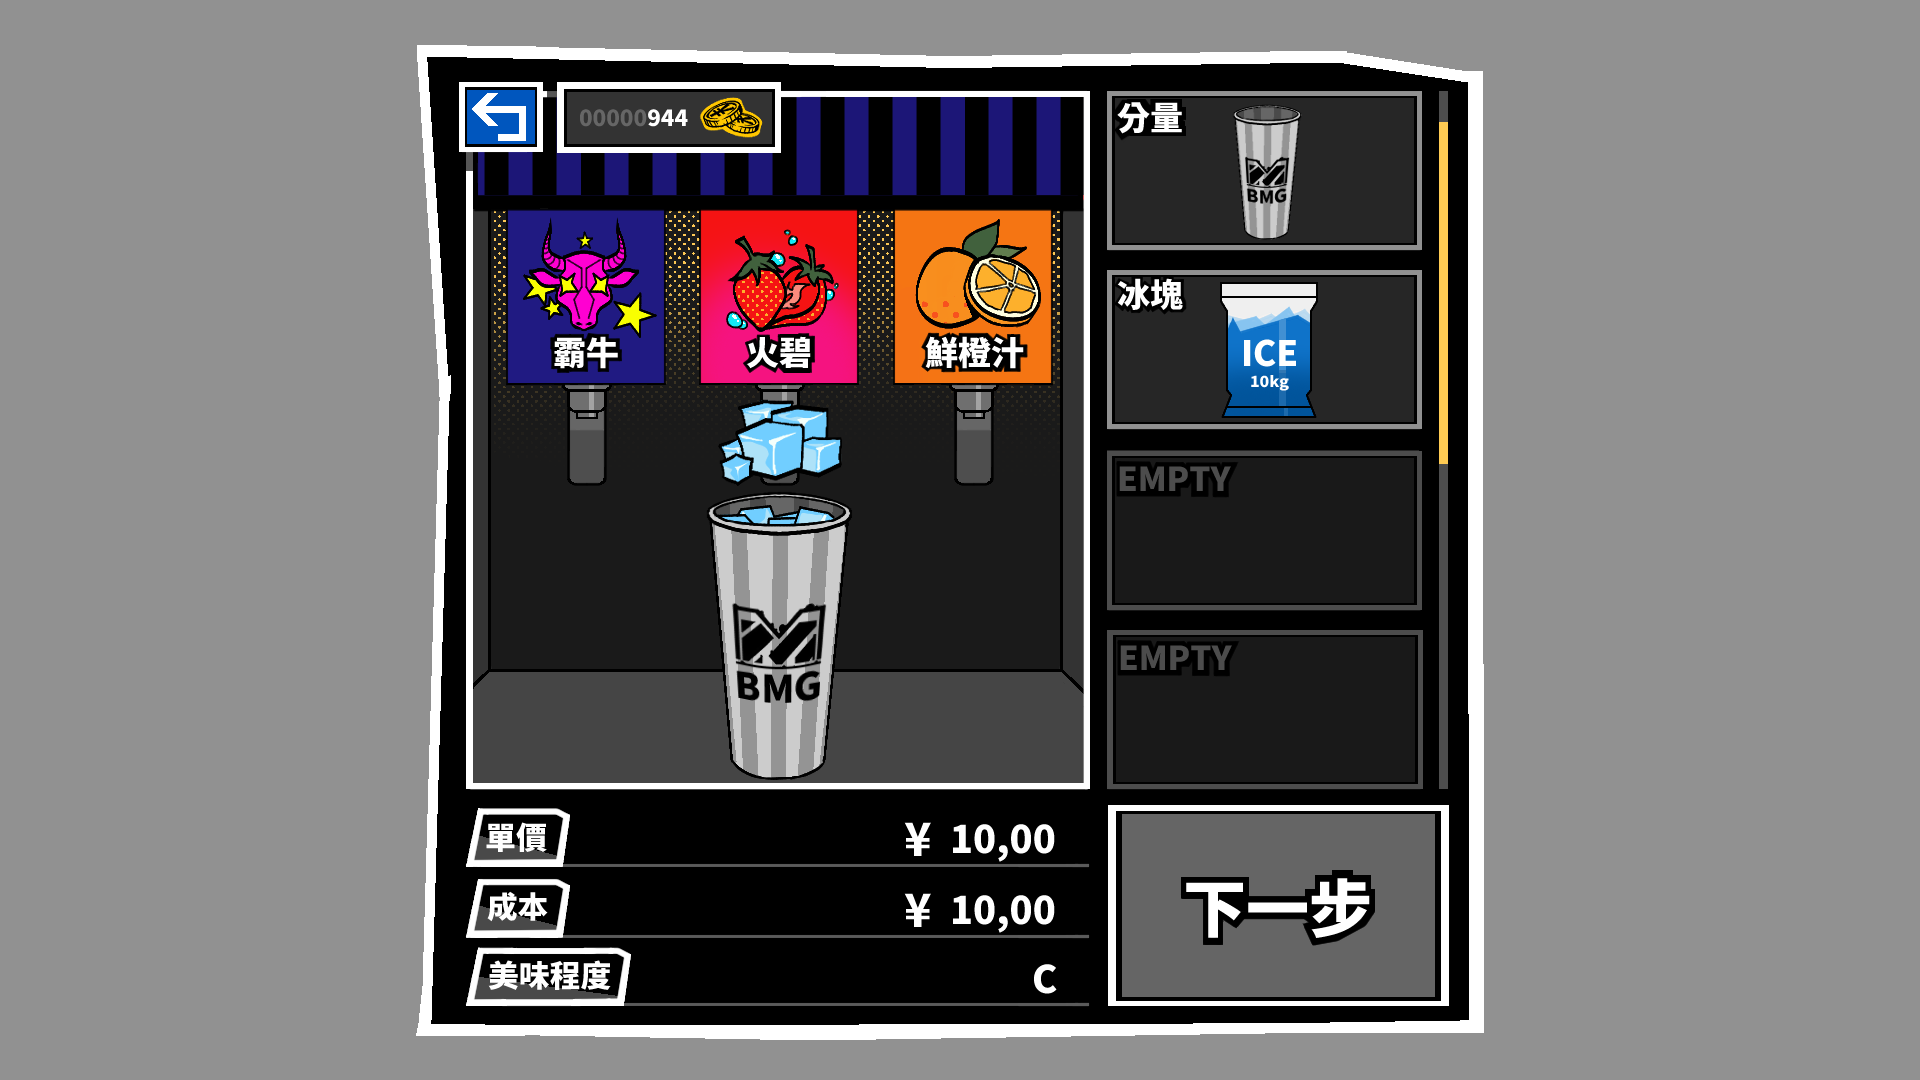 00000944
分量
BMG
冰塊
ICE
10kg
霸牛
火碧
鮮橙汁
EMPTY
EMPTY
BMG
單價
¥ 10,00
成本
¥ 10,00
美味程度
C
下一步